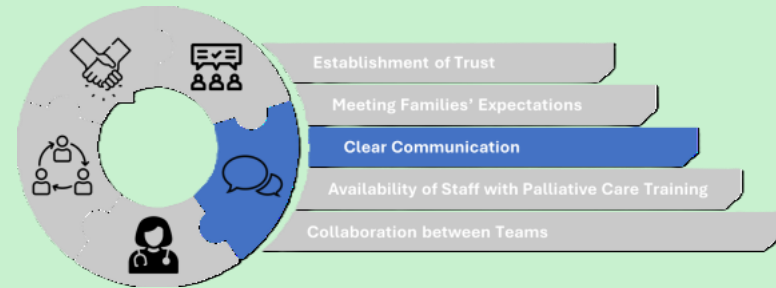 Establishment of Trust
Meeting Families' Expectations
Clear Communication
Availability of Staff with Palliative Care Training
Collaboration between Teams